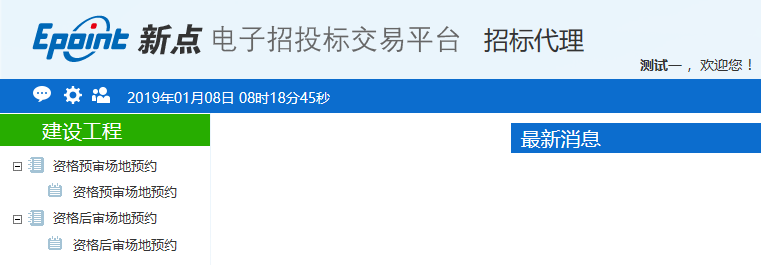 Epoint 新点 电子招投标交易平台 招标代理
测试一 ，欢迎您！
2019年01月08日 08时18分45秒
建设工程
最新消息
资格预审场地预约
资格预审场地预约
资格后审场地预约
资格后审场地预约